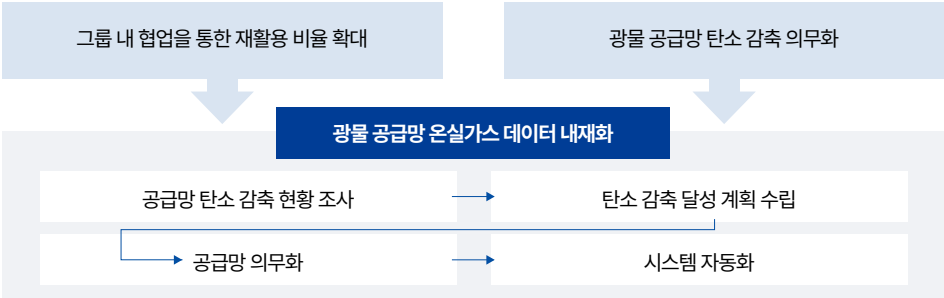 그룹 내 협업을 통한 재활용 비율 확대
광물 공급망 탄소 감축 의무화
광물 공급망 온실가스 데이터 내재화
공급망 탄소 감축 현황 조사
탄소 감축 달성 계획 수립
공급망 의무화
시스템 자동화